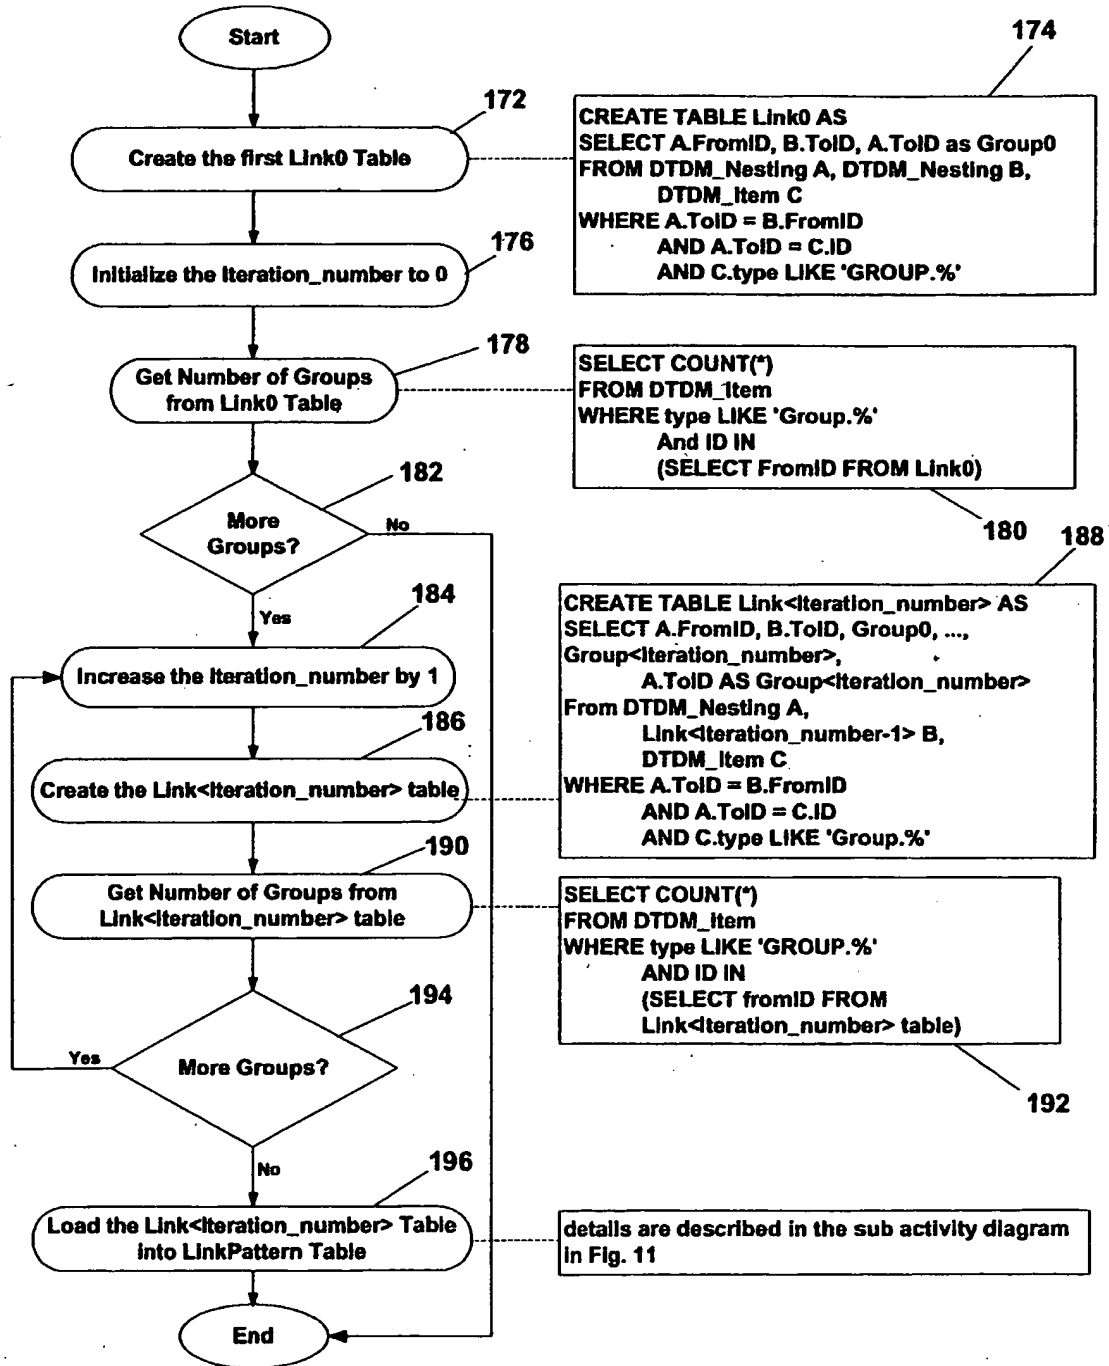 Start
174
172
CREATE TABLE Link0 AS
SELECT A.FromID, B.ToID, A.ToID as Group0
FROM DTDM_Nesting A, DTDM_Nesting B,
DTDM_Item C
WHERE A.ToID = B.FromID
AND A.ToID = C.ID
AND C.type LIKE 'GROUP.%'
Create the first Link0 Table
176
Initialize the Iteration_number to 0
178
Get Number of Groups
from Link0 Table
SELECT COUNT(*)
FROM DTDM_Item
WHERE type LIKE 'Group.%'
And ID IN
(SELECT FromID FROM Link0)
180
182
More
Groups?
No
Yes
188
184
CREATE TABLE Link<Iteration_number> AS
SELECT A.FromID, B.ToID, Group0, ...,
Group<Iteration_number>,
A.ToID AS Group<Iteration_number>
From DTDM_Nesting A,
Link<Iteration_number-1> B,
DTDM_Item C
WHERE A.ToID = B.FromID
AND A.ToID = C.ID
AND C.type LIKE 'Group.%'
Increase the Iteration_number by 1
186
Create the Link<Iteration_number> table
190
Get Number of Groups from
Link<Iteration_number> table
SELECT COUNT(*)
FROM DTDM_Item
WHERE type LIKE 'GROUP.%'
AND ID IN
(SELECT fromID FROM
Link<Iteration_number> table)
192
194
More Groups?
Yes
No
196
Load the Link<Iteration_number> Table
into LinkPattern Table
details are described in the sub activity diagram
in Fig. 11
End